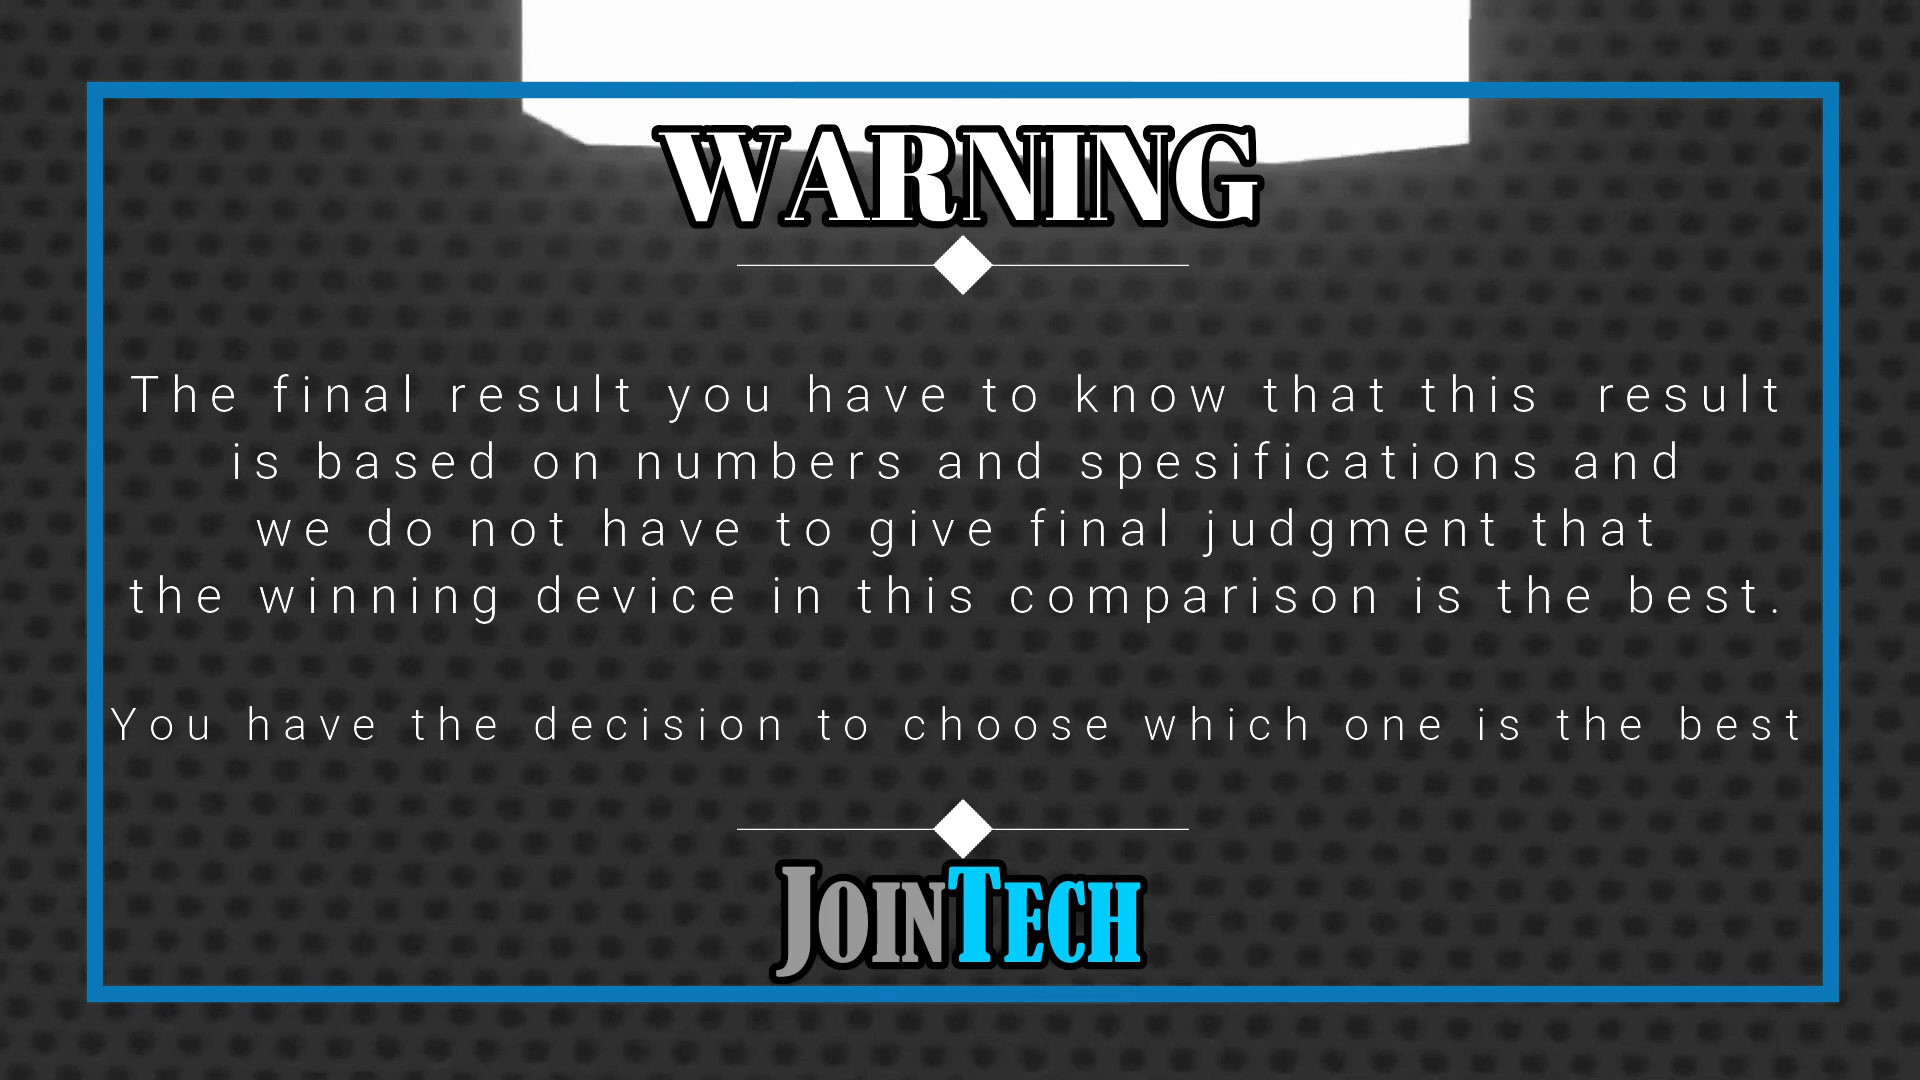 WARNING
The final result you have to know that this result
is based on numbers and spesifications and
we do not have to give final judgment that
the winning device in this comparison is the best.
You have the decision to choose which one is the best
JOINTECH